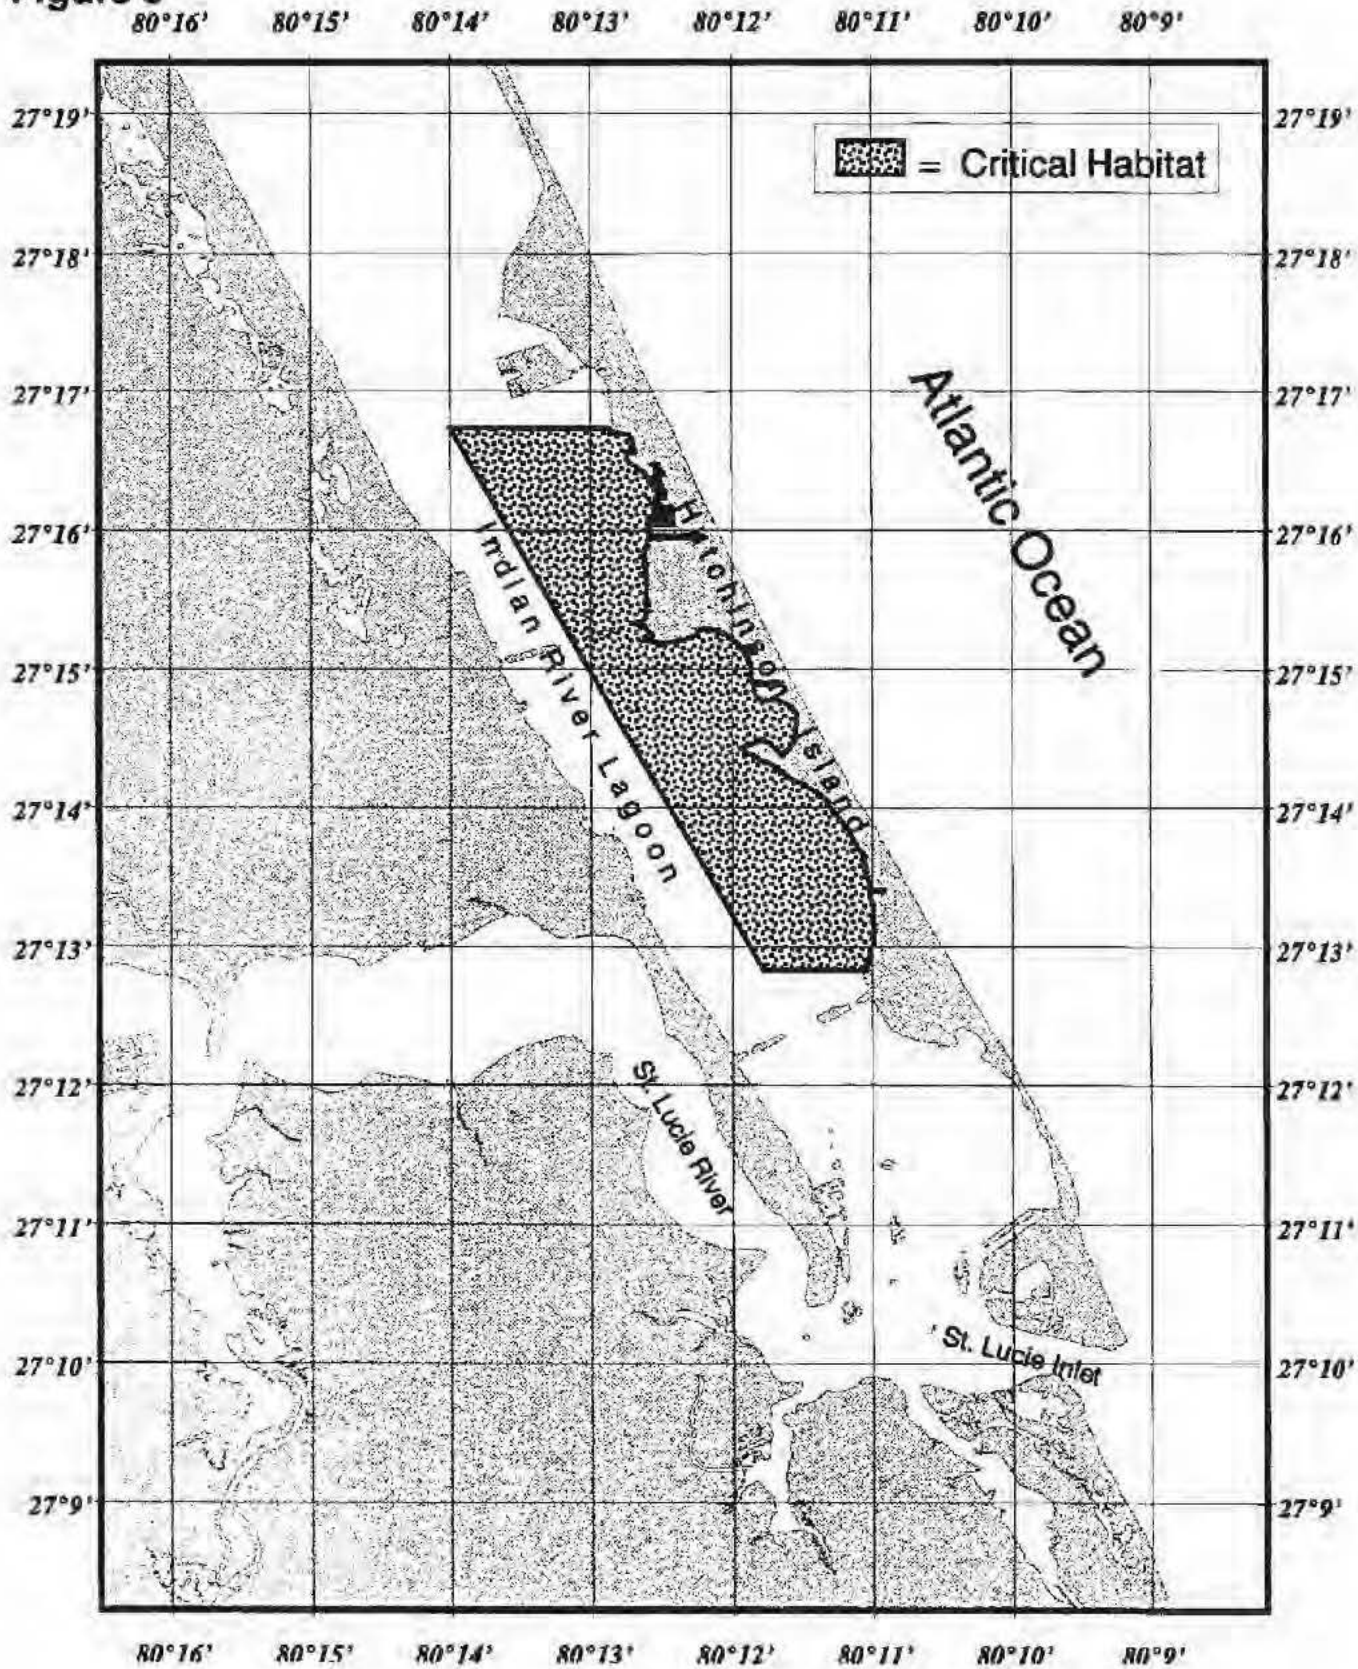 80°16' 80°15' 80°14' 80°13' 80°12' 80°11' 80°10' 80°9'
27°19' 27°19'
= Critical Habitat
27°18' 27°18'
27°17' 27°17'
Atlantic Ocean
Hutchinson Island
27°16' 27°16'
Indian River Lagoon
27°15' 27°15'
27°14' 27°14'
27°13' 27°13'
St. Lucie River
27°12' 27°12'
27°11' 27°11'
St. Lucie Inlet
27°10' 27°10'
27°9' 27°9'
80°16' 80°15' 80°14' 80°13' 80°12' 80°11' 80°10' 80°9'